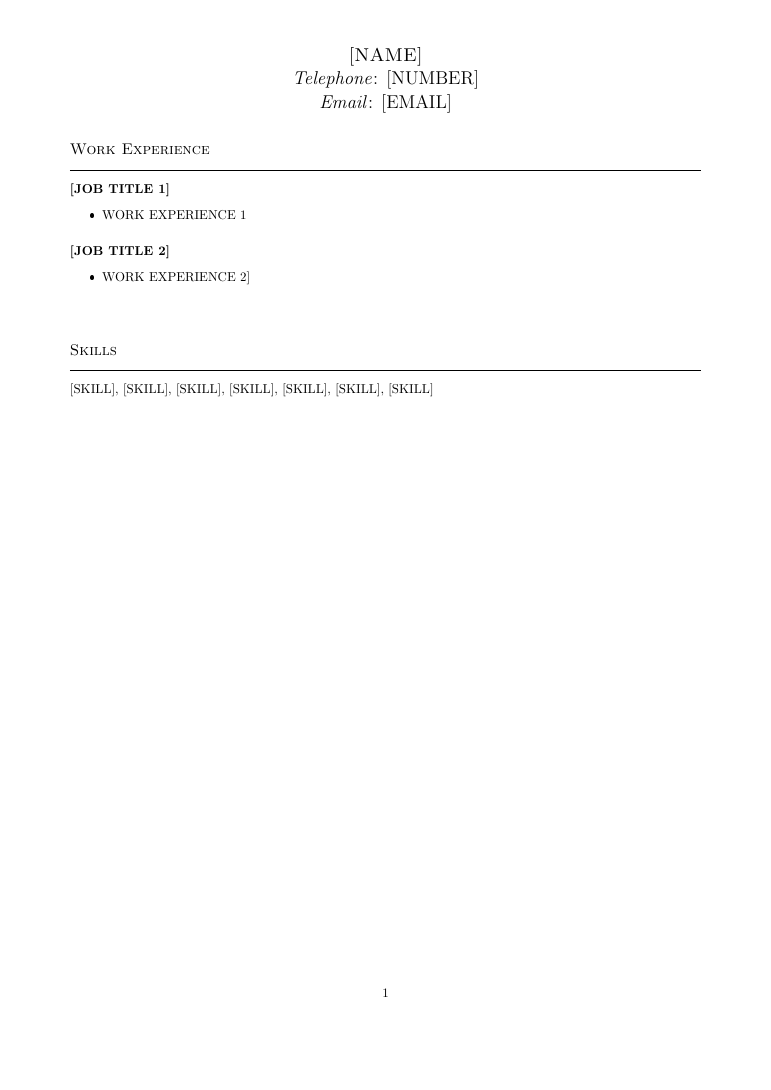 [NAME]
Telephone: [NUMBER]
Email: [EMAIL]
Work Experience
[JOB TITLE 1]
• WORK EXPERIENCE 1
[JOB TITLE 2]
• WORK EXPERIENCE 2]
Skills
[SKILL], [SKILL], [SKILL], [SKILL], [SKILL], [SKILL], [SKILL]
1